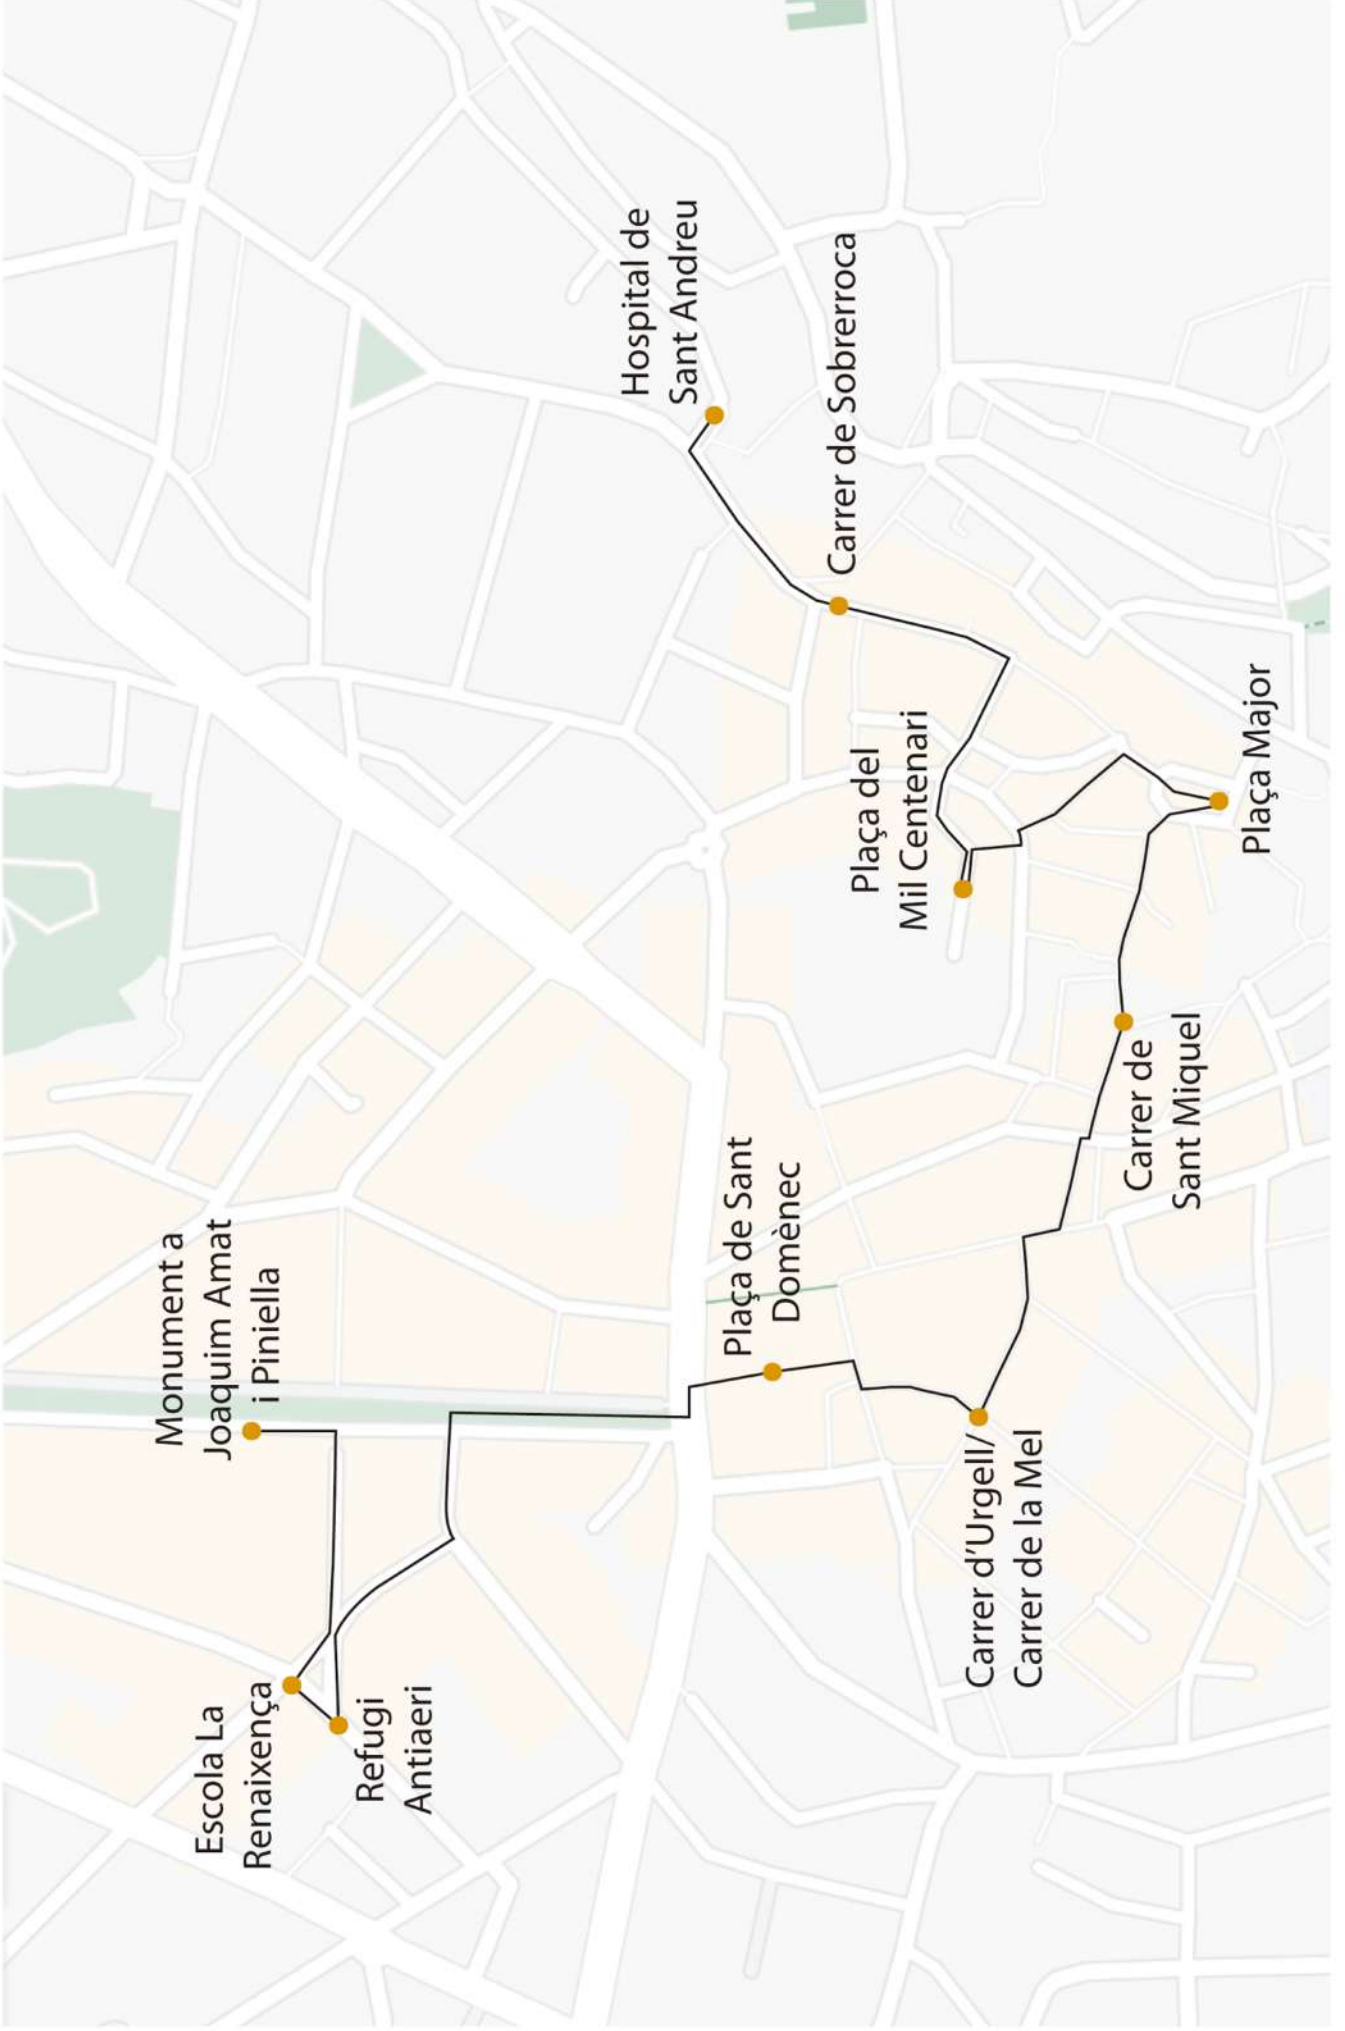 Monument a
Joaquim Amat
i Piniella
Escola La
Renaixença
Refugi
Antiaeri
Plaça de Sant
Domènec
Carrer d'Urgell/
Carrer de la Mel
Carrer de
Sant Miquel
Plaça Major
Plaça del
Mil Centenari
Carrer de Sobrerroca
Hospital de
Sant Andreu